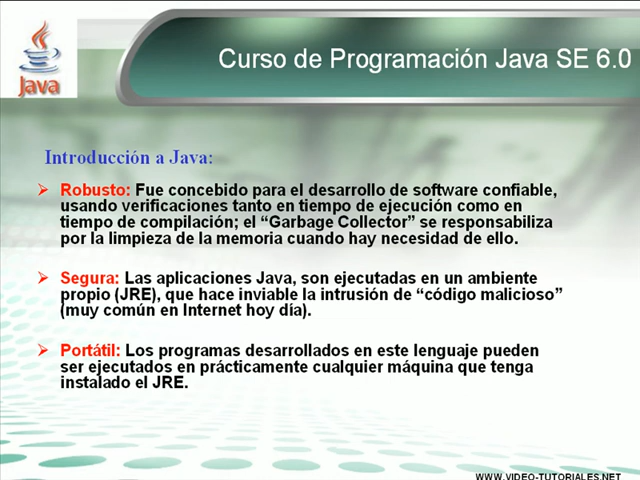 Java
Curso de Programación Java SE 6.0
Introducción a Java:
Robusto: Fue concebido para el desarrollo de software confiable,
usando verificaciones tanto en tiempo de ejecución como en
tiempo de compilación; el “Garbage Collector” se responsabiliza
por la limpieza de la memoria cuando hay necesidad de ello.
Segura: Las aplicaciones Java, son ejecutadas en un ambiente
propio (JRE), que hace inviable la intrusión de “código malicioso”
(muy común en Internet hoy día).
Portátil: Los programas desarrollados en este lenguaje pueden
ser ejecutados en prácticamente cualquier máquina que tenga
instalado el JRE.
WWW.VIDEO-TUTORIALES.NET